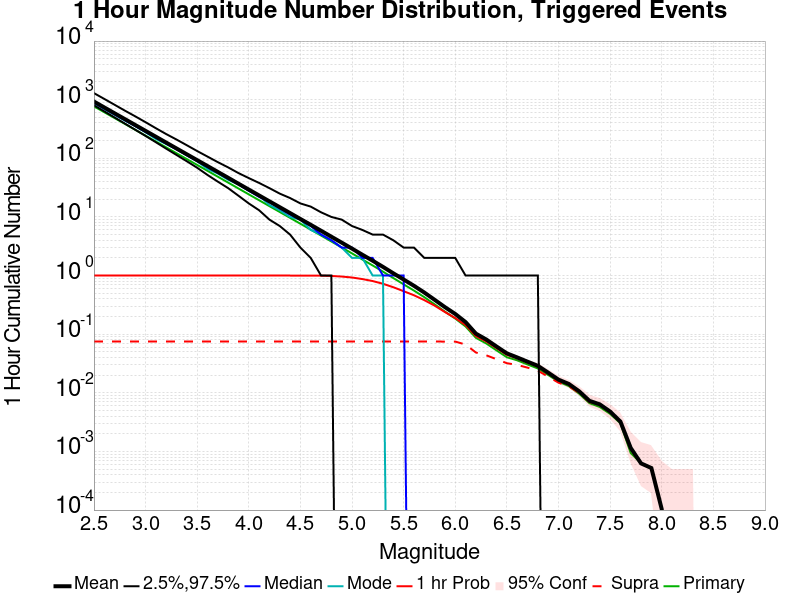 1 Hour Magnitude Number Distribution, Triggered Events
1 Hour Cumulative Number
10^4
10^3
10^2
10^1
10^0
10^-1
10^-2
10^-3
10^-4
2.5 3.0 3.5 4.0 4.5 5.0 5.5 6.0 6.5 7.0 7.5 8.0 8.5 9.0
Magnitude
Mean 2.5%,97.5% Median Mode 1 hr Prob 95% Conf Supra Primary